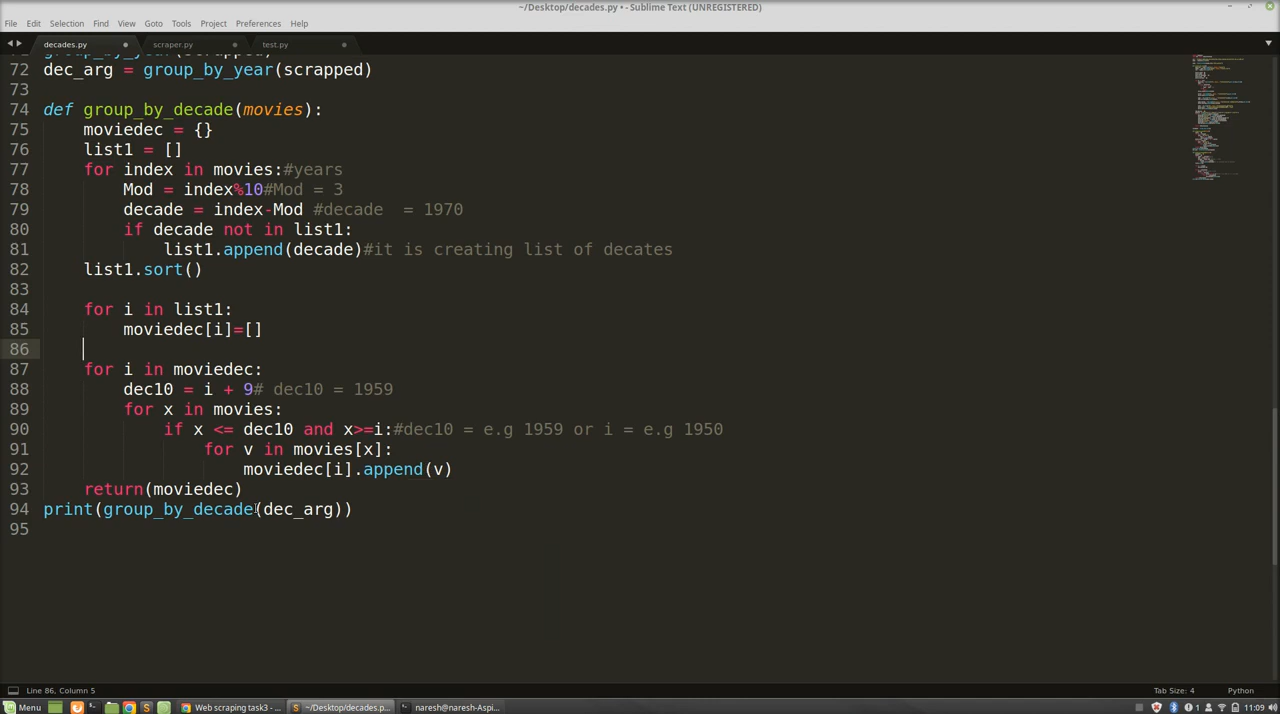 ~/Desktop/decades.py • - Sublime Text (UNREGISTERED)
File Edit Selection Find View Goto Tools Project Preferences Help
decades.py scraper.py test.py
72 dec_arg = group_by_year(scrapped)
73
74 def group_by_decade(movies):
75 moviedec = {}
76 list1 = []
77 for index in movies:#years
78 Mod = index%10#Mod = 3
79 decade = index-Mod #decade  = 1970
80 if decade not in list1:
81 list1.append(decade)#it is creating list of decates
82 list1.sort()
83
84 for i in list1:
85 moviedec[i]=[]
86
87 for i in moviedec:
88 dec10 = i + 9# dec10 = 1959
89 for x in movies:
90 if x <= dec10 and x>=i:#dec10 = e.g 1959 or i = e.g 1950
91 for v in movies[x]:
92 moviedec[i].append(v)
93 return(moviedec)
94 print(group_by_decade(dec_arg))
95
Line 86, Column 5 Tab Size: 4 Python
Menu Web scraping task3 - ... ~/Desktop/decades.p... naresh@naresh-Aspi... 1 11:09